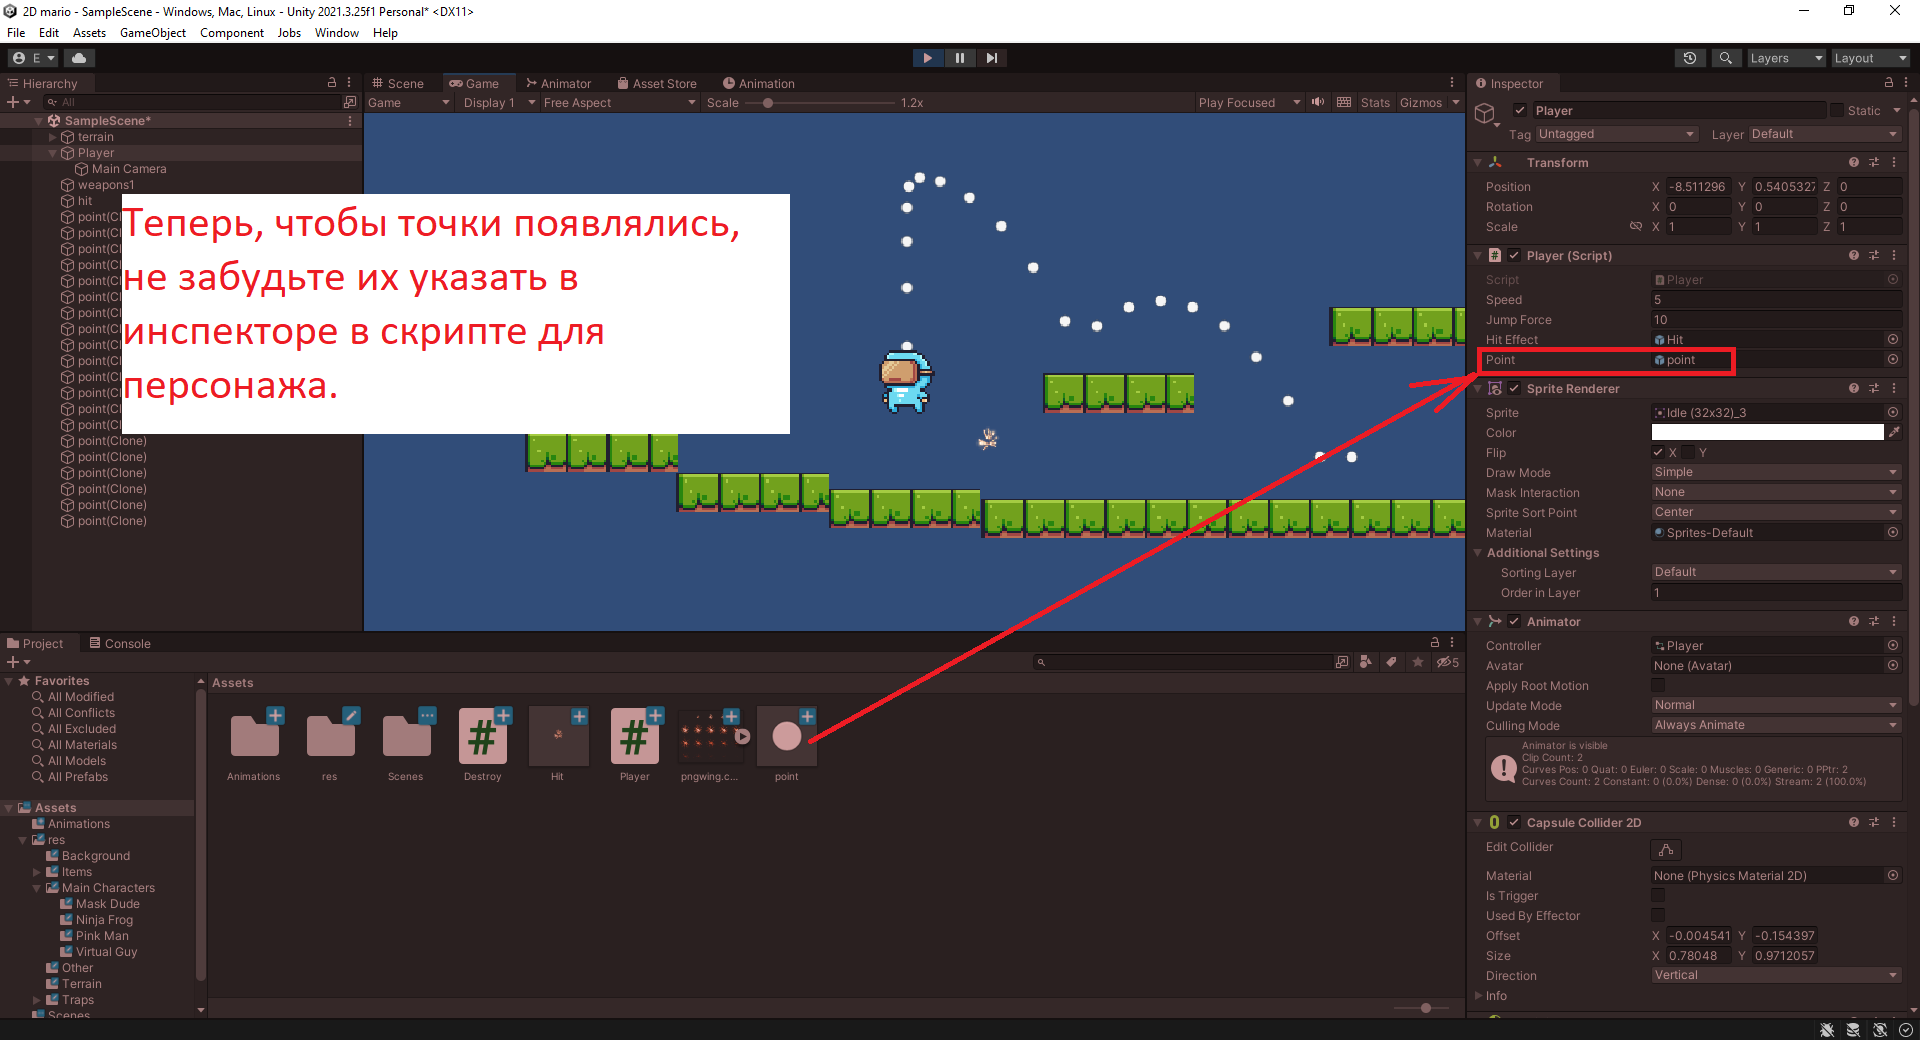 2D mario - SampleScene - Windows, Mac, Linux - Unity 2021.3.25f1 Personal* <DX11>
File Edit Assets GameObject Component Jobs Window Help
E
Layers
Layout
Hierarchy
All
SampleScene*
terrain
Player
Main Camera
weapons1
hit
point(Cl
point(Cl
point(Cl
point(Cl
point(Cl
point(Cl
point(Cl
point(Cl
point(Cl
point(Cl
point(Cl
point(Cl
point(Cl
point(Cl
point(Clone)
point(Clone)
point(Clone)
point(Clone)
point(Clone)
point(Clone)
Scene Game Animator Asset Store Animation
Game Display 1 Free Aspect Scale 1.2x Play Focused Stats Gizmos
Теперь, чтобы точки появлялись,
не забудьте их указать в
инспекторе в скрипте для
персонажа.
Project Console
5
Favorites
All Modified
All Conflicts
All Excluded
All Materials
All Models
All Prefabs
Assets
Animations
res
Background
Items
Main Characters
Mask Dude
Ninja Frog
Pink Man
Virtual Guy
Other
Terrain
Traps
Scenes
Assets
Animations res Scenes Destroy Hit Player pngwing.c... point
Inspector
Player Static
Tag Untagged Layer Default
Transform
Position X -8.511296 Y 0.5405327 Z 0
Rotation X 0 Y 0 Z 0
Scale X 1 Y 1 Z 1
Player (Script)
Script Player
Speed 5
Jump Force 10
Hit Effect Hit
Point point
Sprite Renderer
Sprite Idle (32x32)_3
Color
Flip X Y
Draw Mode Simple
Mask Interaction None
Sprite Sort Point Center
Material Sprites-Default
Additional Settings
Sorting Layer Default
Order in Layer 1
Animator
Controller Player
Avatar None (Avatar)
Apply Root Motion
Update Mode Normal
Culling Mode Always Animate
Animator is visible
Clip Count: 2
Curves Pos: 0 Quat: 0 Euler: 0 Scale: 0 Muscles: 0 Generic: 0 PPtr: 2
Curves Count: 2 Constant: 0 (0.0%) Dense: 0 (0.0%) Stream: 2 (100.0%)
Capsule Collider 2D
Edit Collider
Material None (Physics Material 2D)
Is Trigger
Used By Effector
Offset X -0.004541 Y -0.154397
Size X 0.78048 Y 0.9712057
Direction Vertical
Info